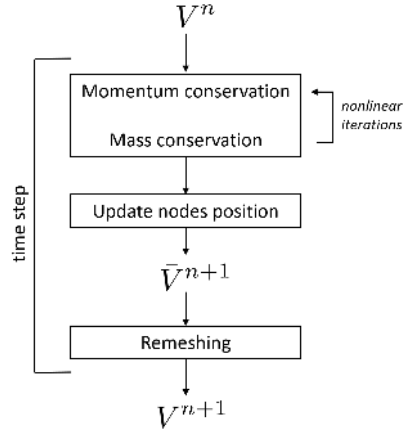 V^n
Momentum conservation
nonlinear
iterations
Mass conservation
time step
Update nodes position
V̄^{n+1}
Remeshing
V^{n+1}